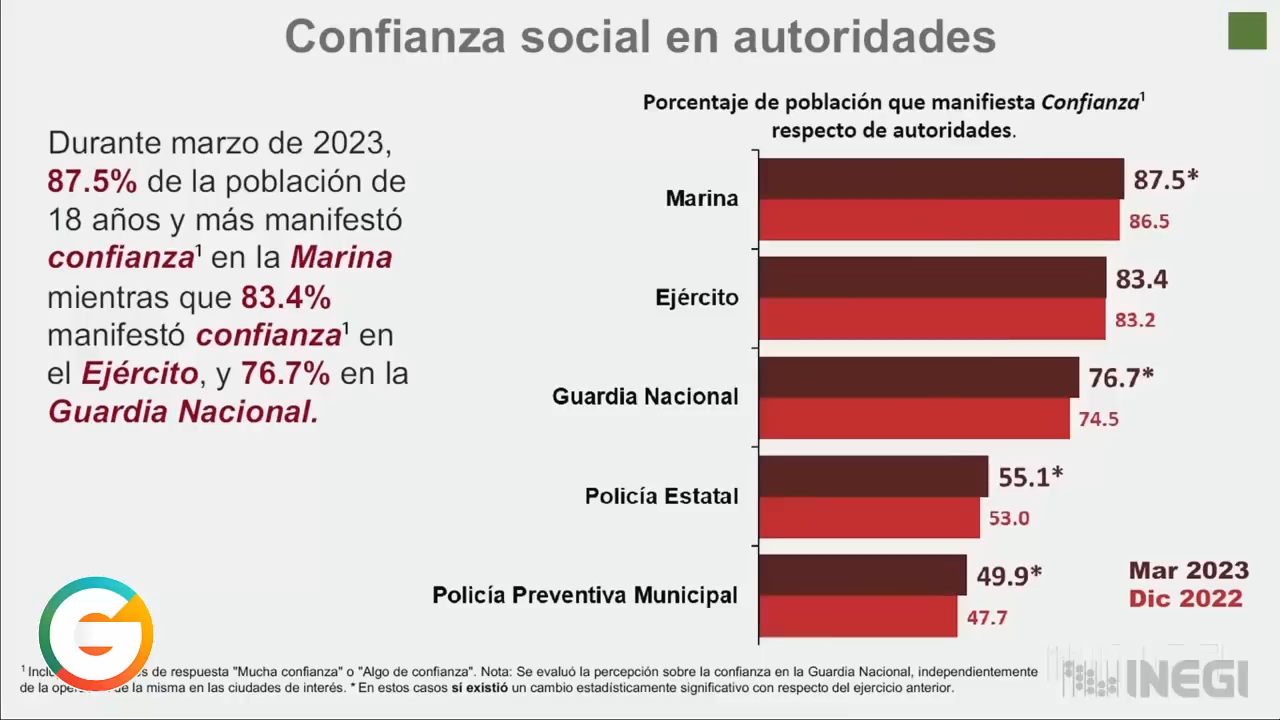 Confianza social en autoridades
Durante marzo de 2023,
87.5% de la población de
18 años y más manifestó
confianza¹ en la Marina
mientras que 83.4%
manifestó confianza¹ en
el Ejército, y 76.7% en la
Guardia Nacional.
Porcentaje de población que manifiesta Confianza¹
respecto de autoridades.
Marina
87.5*
86.5
Ejército
83.4
83.2
Guardia Nacional
76.7*
74.5
Policía Estatal
55.1*
53.0
Policía Preventiva Municipal
49.9*
47.7
Mar 2023
Dic 2022
G
¹ de respuesta "Mucha confianza" o "Algo de confianza". Nota: Se evaluó la percepción sobre la confianza en la Guardia Nacional, independientemente
de la de la misma en las ciudades de interés. * En estos casos sí existió un cambio estadísticamente significativo con respecto del ejercicio anterior.
INEGI